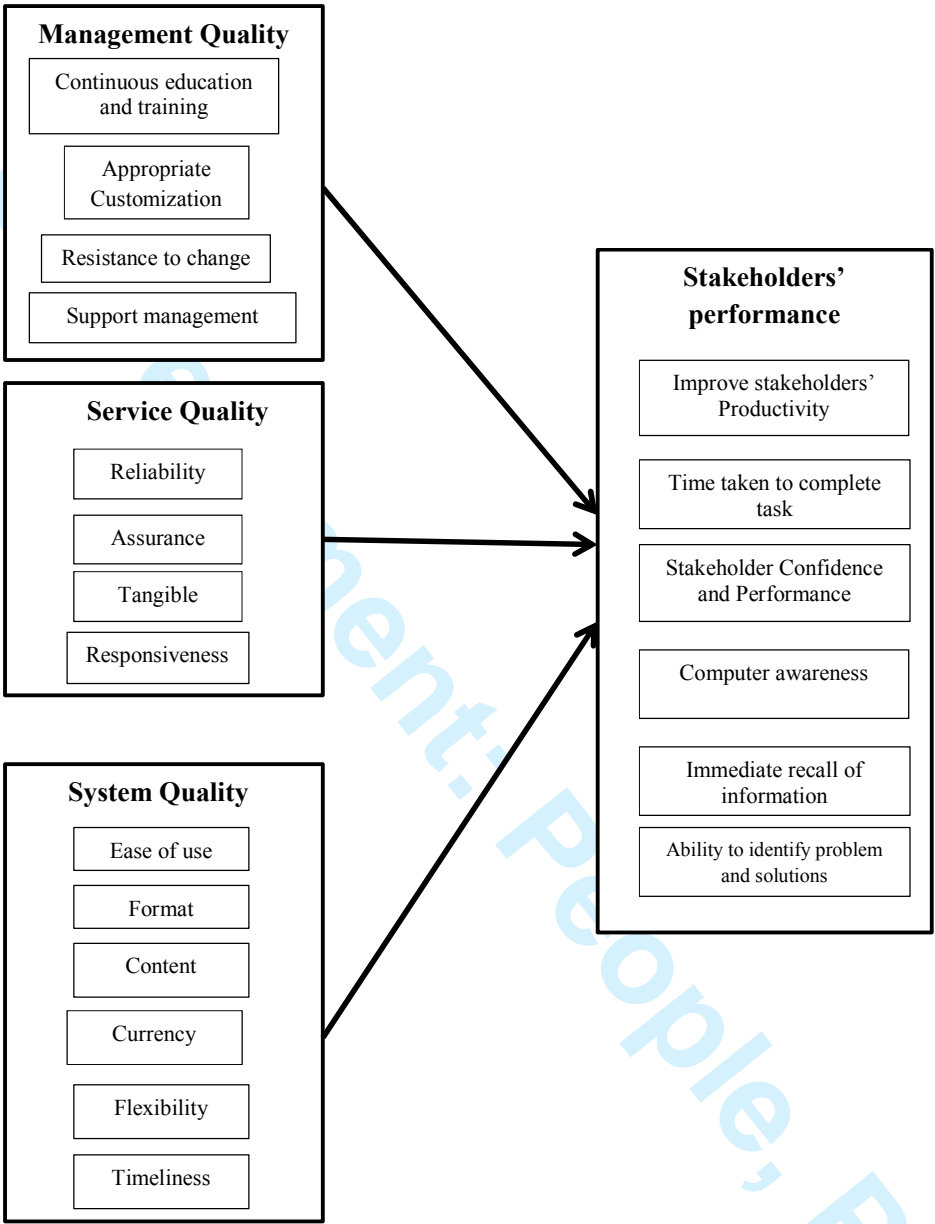 Management Quality
Continuous education
and training
Appropriate
Customization
Resistance to change
Support management
Service Quality
Reliability
Assurance
Tangible
Responsiveness
System Quality
Ease of use
Format
Content
Currency
Flexibility
Timeliness
Stakeholders’
performance
Improve stakeholders’
Productivity
Time taken to complete
task
Stakeholder Confidence
and Performance
Computer awareness
Immediate recall of
information
Ability to identify problem
and solutions
ment: People,